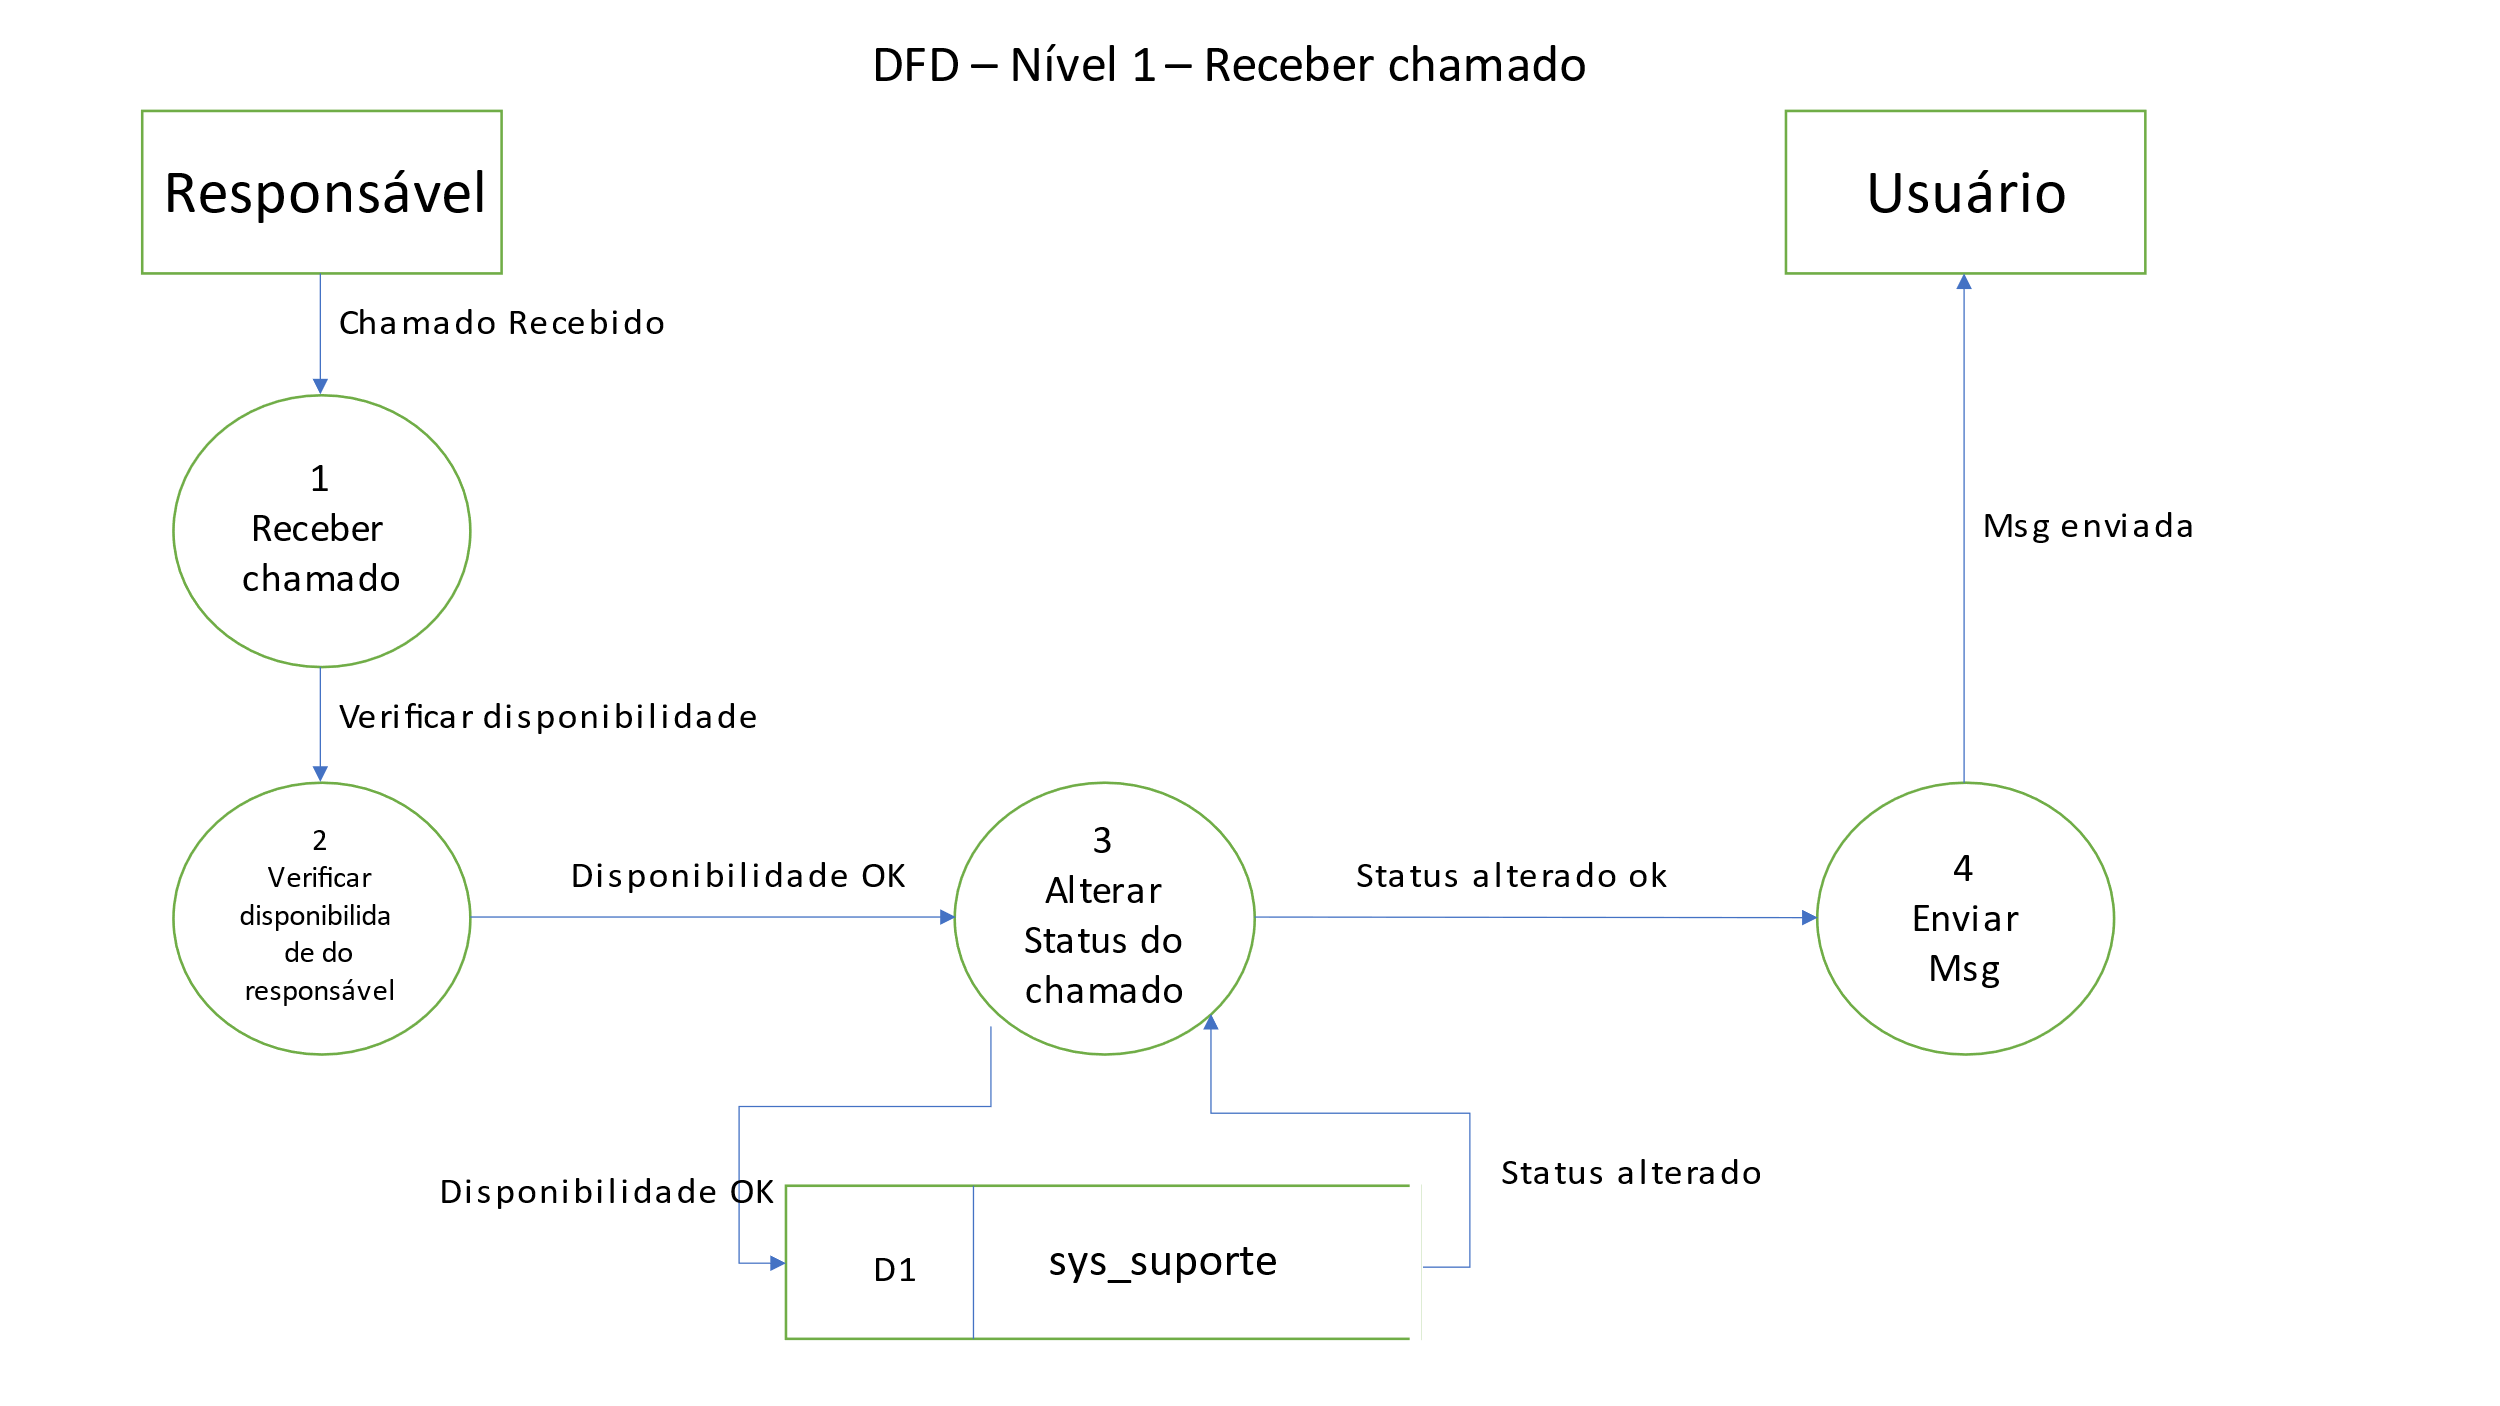 DFD – Nível 1 – Receber chamado
Responsável
Usuário
Chamado Recebido
1
Receber
chamado
Msg enviada
Verificar disponibilidade
2
Verificar
disponibilida
de do
responsável
Disponibilidade OK
3
Alterar
Status do
chamado
Status alterado ok
4
Enviar
Msg
Disponibilidade OK
Status alterado
D1
sys_suporte